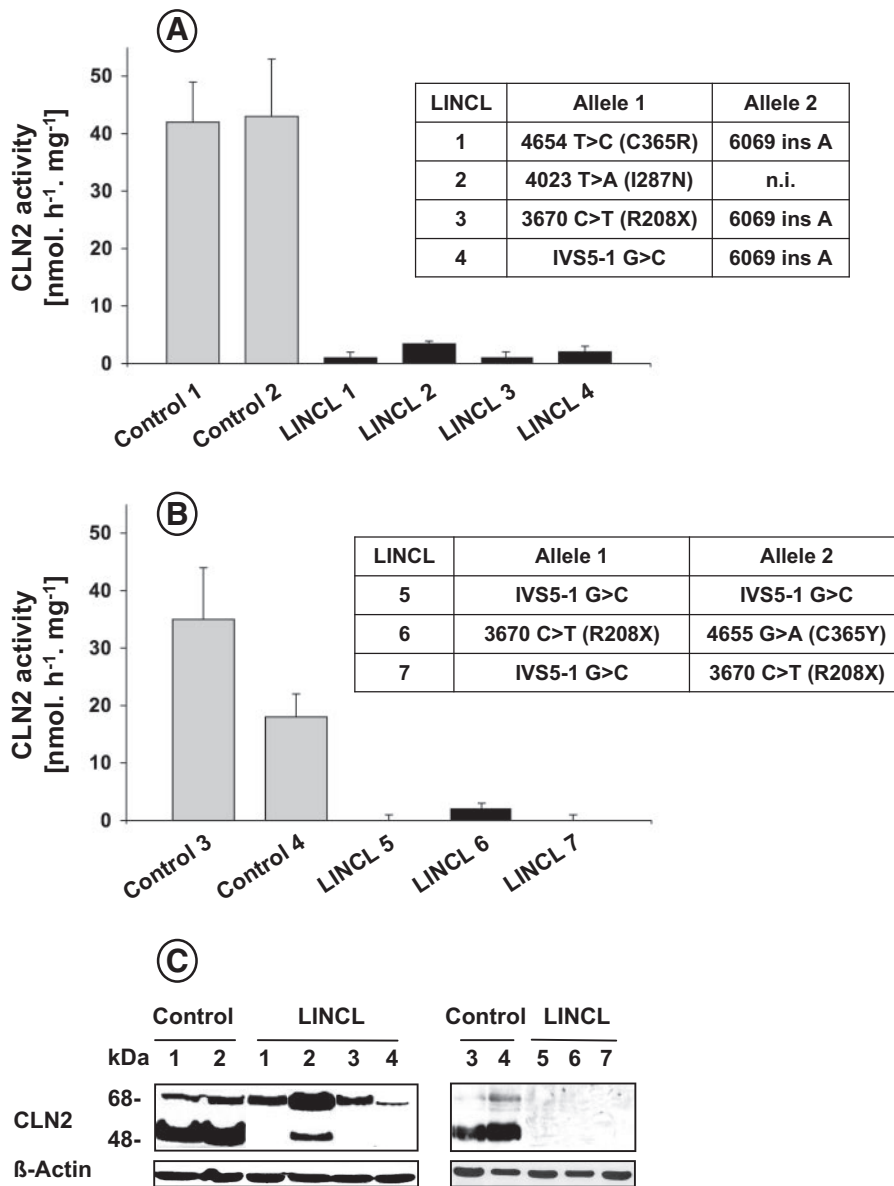 A
CLN2 activity
[nmol. h⁻¹. mg⁻¹]
50
40
30
20
10
0
Control 1
Control 2
LINCL 1
LINCL 2
LINCL 3
LINCL 4
LINCL Allele 1 Allele 2
1 4654 T>C (C365R) 6069 ins A
2 4023 T>A (I287N) n.i.
3 3670 C>T (R208X) 6069 ins A
4 IVS5-1 G>C 6069 ins A
B
CLN2 activity
[nmol. h⁻¹. mg⁻¹]
50
40
30
20
10
0
Control 3
Control 4
LINCL 5
LINCL 6
LINCL 7
LINCL Allele 1 Allele 2
5 IVS5-1 G>C IVS5-1 G>C
6 3670 C>T (R208X) 4655 G>A (C365Y)
7 IVS5-1 G>C 3670 C>T (R208X)
C
Control LINCL Control LINCL
kDa 1 2 1 2 3 4 3 4 5 6 7
68-
CLN2
48-
ß-Actin